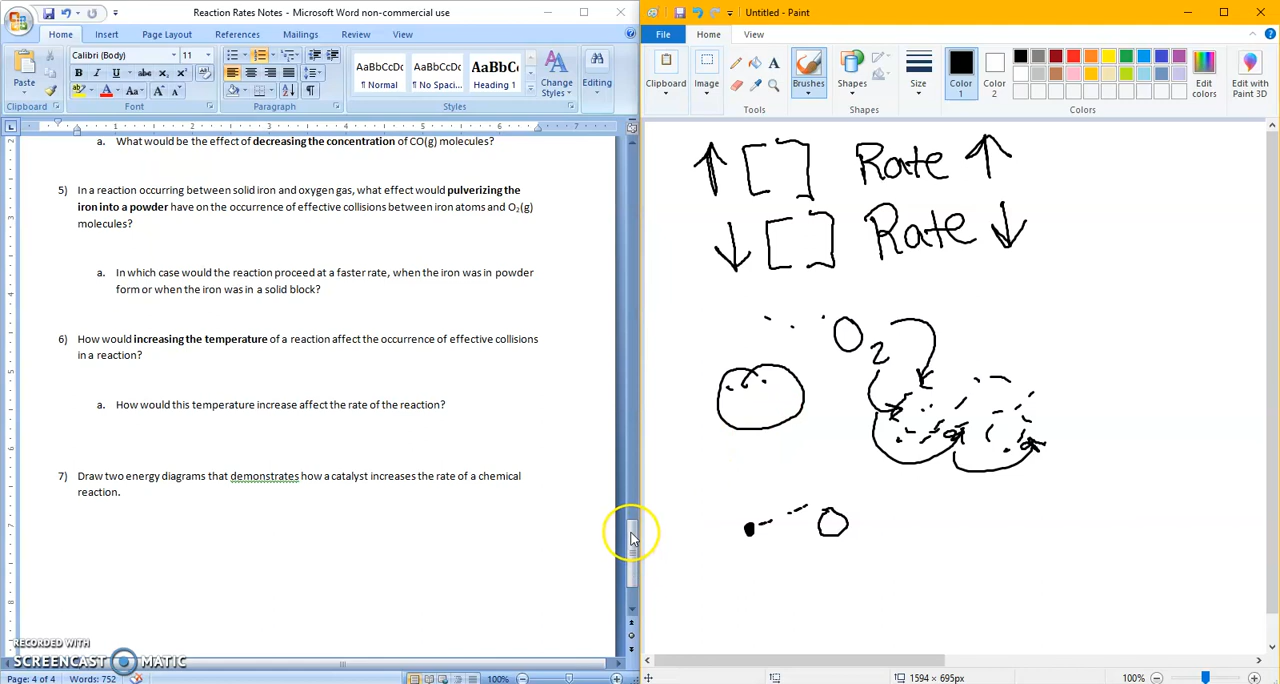 Reaction Rates Notes - Microsoft Word non-commercial use
Home Insert Page Layout References Mailings Review View
Paste
Clipboard
Calibri (Body) 11
B I U abc x₂ x²
Font
Paragraph
AaBbCcDc AaBbCcDc AaBbCc
¶ Normal ¶ No Spaci... Heading 1
Styles
Change Styles
Editing
a. What would be the effect of decreasing the concentration of CO(g) molecules?
5) In a reaction occurring between solid iron and oxygen gas, what effect would pulverizing the
iron into a powder have on the occurrence of effective collisions between iron atoms and O₂(g)
molecules?
a. In which case would the reaction proceed at a faster rate, when the iron was in powder
form or when the iron was in a solid block?
6) How would increasing the temperature of a reaction affect the occurrence of effective collisions
in a reaction?
a. How would this temperature increase affect the rate of the reaction?
7) Draw two energy diagrams that demonstrates how a catalyst increases the rate of a chemical
reaction.
RECORDED WITH
SCREENCAST MATIC
Page: 4 of 4 Words: 752 100%
Untitled - Paint
File Home View
Clipboard
Image
Tools
Brushes
Shapes
Shapes
Size
Color 1
Color 2
Colors
Edit colors
Edit with Paint 3D
↑ [ ] Rate ↑
↓ [ ] Rate ↓
O₂
1594 × 695px 100%